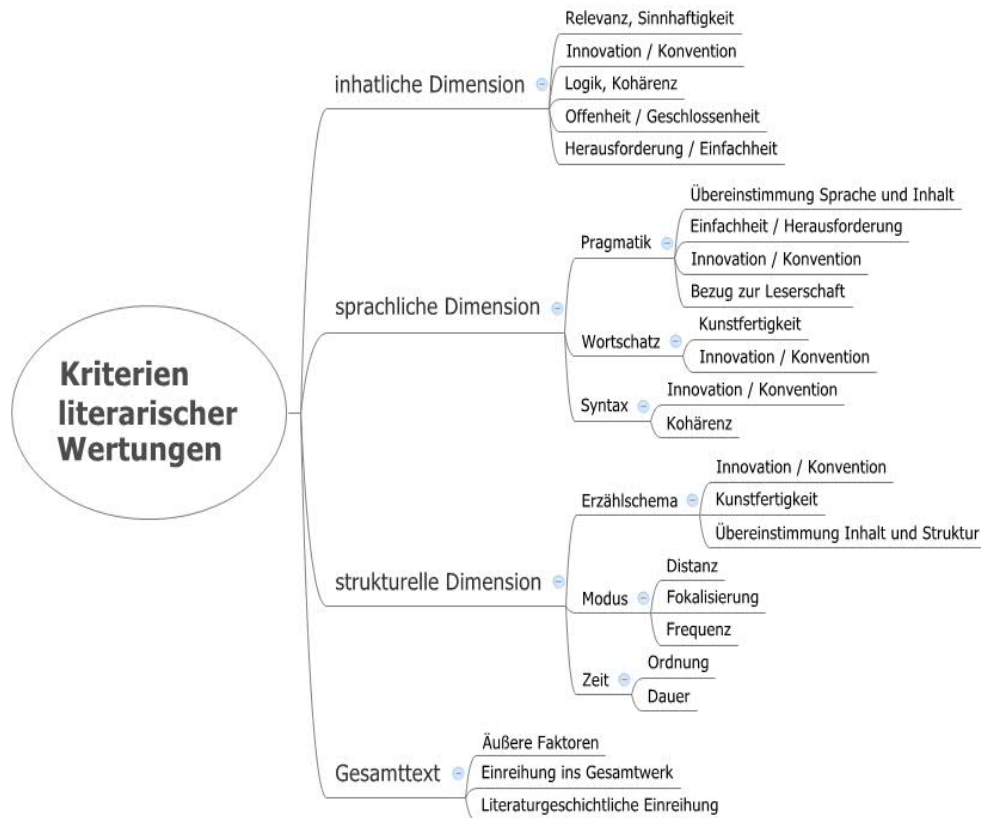 Kriterien
literarischer
Wertungen
inhatliche Dimension
Relevanz, Sinnhaftigkeit
Innovation / Konvention
Logik, Kohärenz
Offenheit / Geschlossenheit
Herausforderung / Einfachheit
sprachliche Dimension
Pragmatik
Übereinstimmung Sprache und Inhalt
Einfachheit / Herausforderung
Innovation / Konvention
Bezug zur Leserschaft
Wortschatz
Kunstfertigkeit
Innovation / Konvention
Syntax
Innovation / Konvention
Kohärenz
strukturelle Dimension
Erzählschema
Innovation / Konvention
Kunstfertigkeit
Übereinstimmung Inhalt und Struktur
Modus
Distanz
Fokalisierung
Frequenz
Zeit
Ordnung
Dauer
Gesamttext
Äußere Faktoren
Einreihung ins Gesamtwerk
Literaturgeschichtliche Einreihung